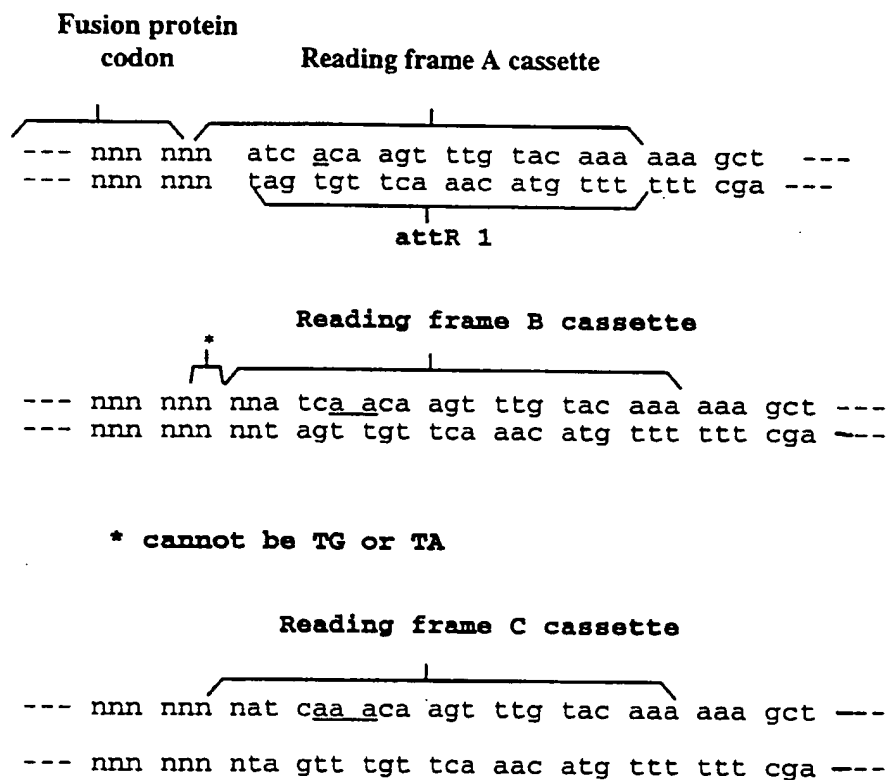 Fusion protein
codon
Reading frame A cassette
--- nnn nnn atc aca agt ttg tac aaa aaa gct ---
--- nnn nnn tag tgt tca aac atg ttt ttt cga ---
attR 1
Reading frame B cassette
*
--- nnn nnn nna tca aca agt ttg tac aaa aaa gct ---
--- nnn nnn nnt agt tgt tca aac atg ttt ttt cga ---
* cannot be TG or TA
Reading frame C cassette
--- nnn nnn nat caa aca agt ttg tac aaa aaa gct ---
--- nnn nnn nta gtt tgt tca aac atg ttt ttt cga ---